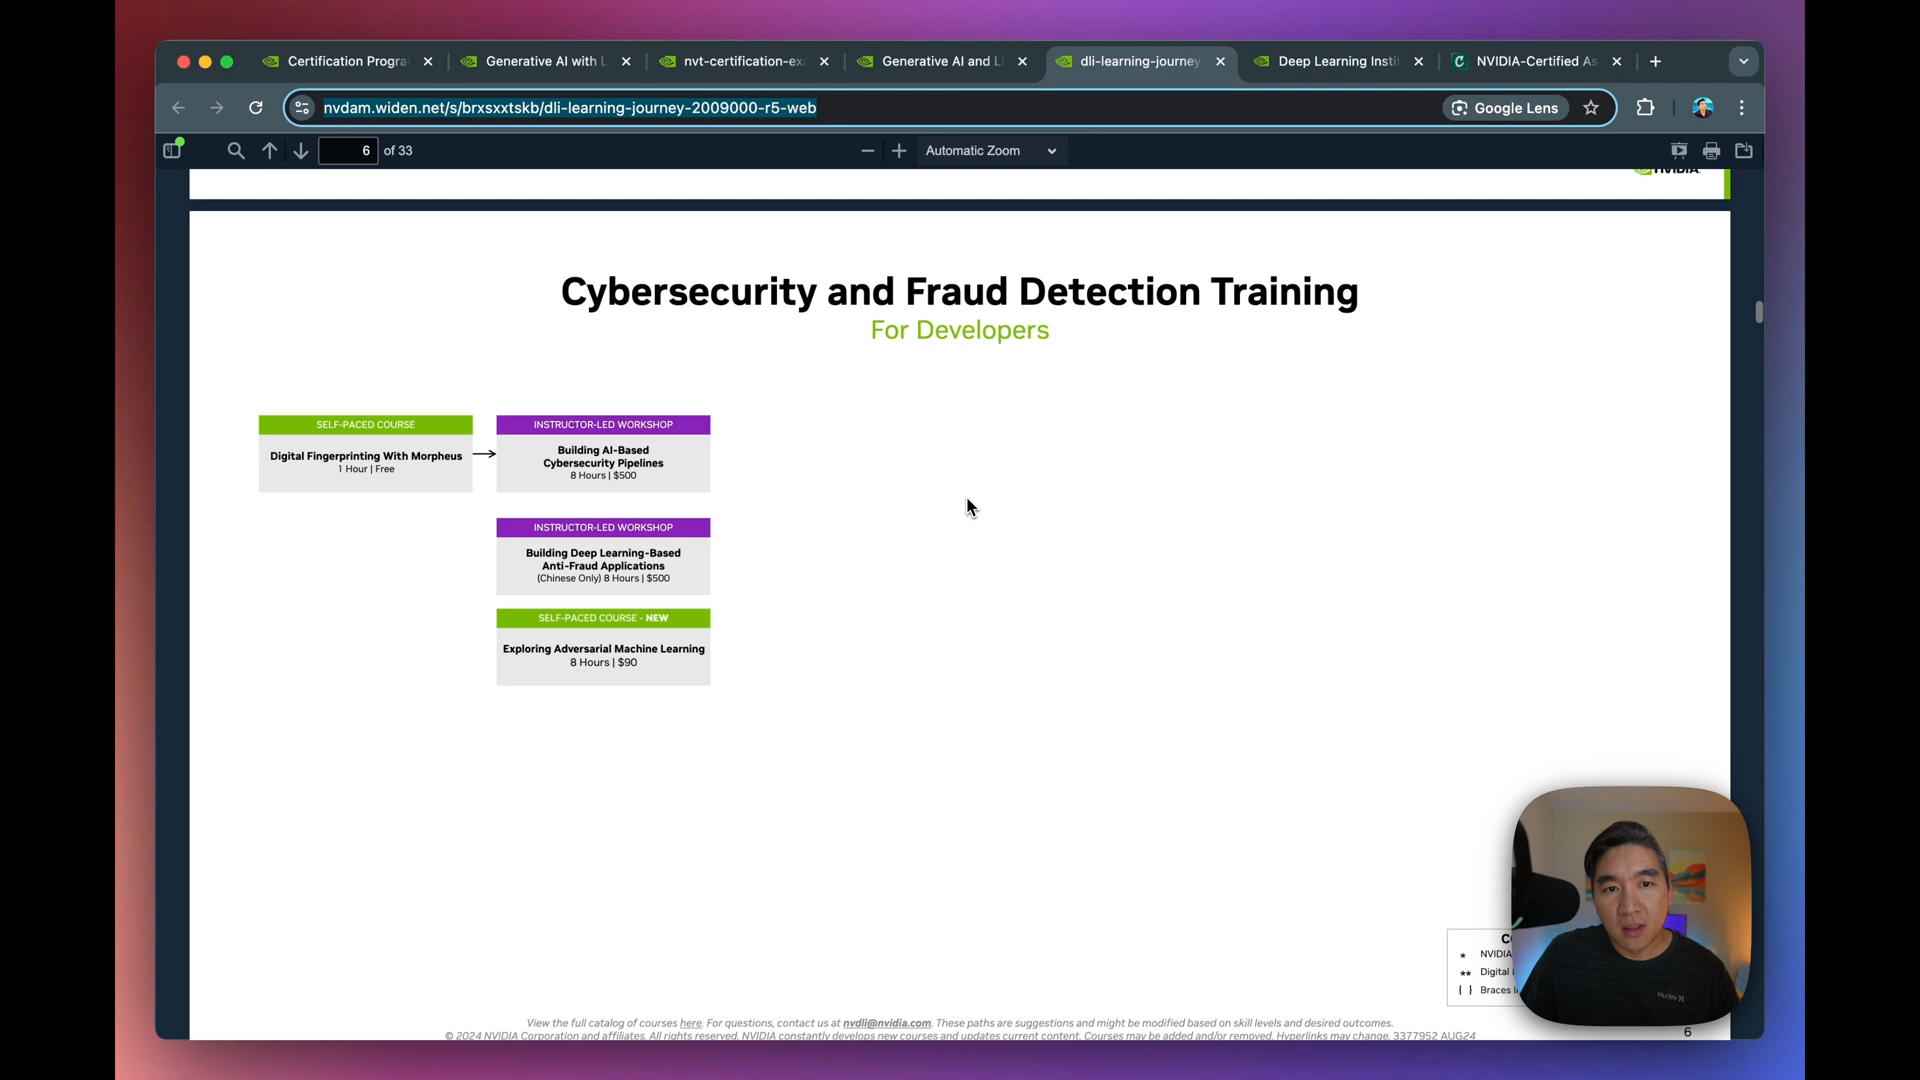 Certification Progra
Generative AI with L
nvt-certification-ex
Generative AI and L
dli-learning-journey
Deep Learning Instit
NVIDIA-Certified As
nvdam.widen.net/s/brxsxxtskb/dli-learning-journey-2009000-r5-web
Google Lens
6 of 33
Automatic Zoom
NVIDIA.
Cybersecurity and Fraud Detection Training
For Developers
SELF-PACED COURSE
Digital Fingerprinting With Morpheus
1 Hour | Free
INSTRUCTOR-LED WORKSHOP
Building AI-Based
Cybersecurity Pipelines
8 Hours | $500
INSTRUCTOR-LED WORKSHOP
Building Deep Learning-Based
Anti-Fraud Applications
(Chinese Only) 8 Hours | $500
SELF-PACED COURSE - NEW
Exploring Adversarial Machine Learning
8 Hours | $90
★ NVIDIA
★★ Digital
{ } Braces
Hurley
View the full catalog of courses here. For questions, contact us at nvdli@nvidia.com. These paths are suggestions and might be modified based on skill levels and desired outcomes.
© 2024 NVIDIA Corporation and affiliates. All rights reserved. NVIDIA constantly develops new courses and updates current content. Courses may be added and/or removed. Hyperlinks may change. 3377952 AUG24
6